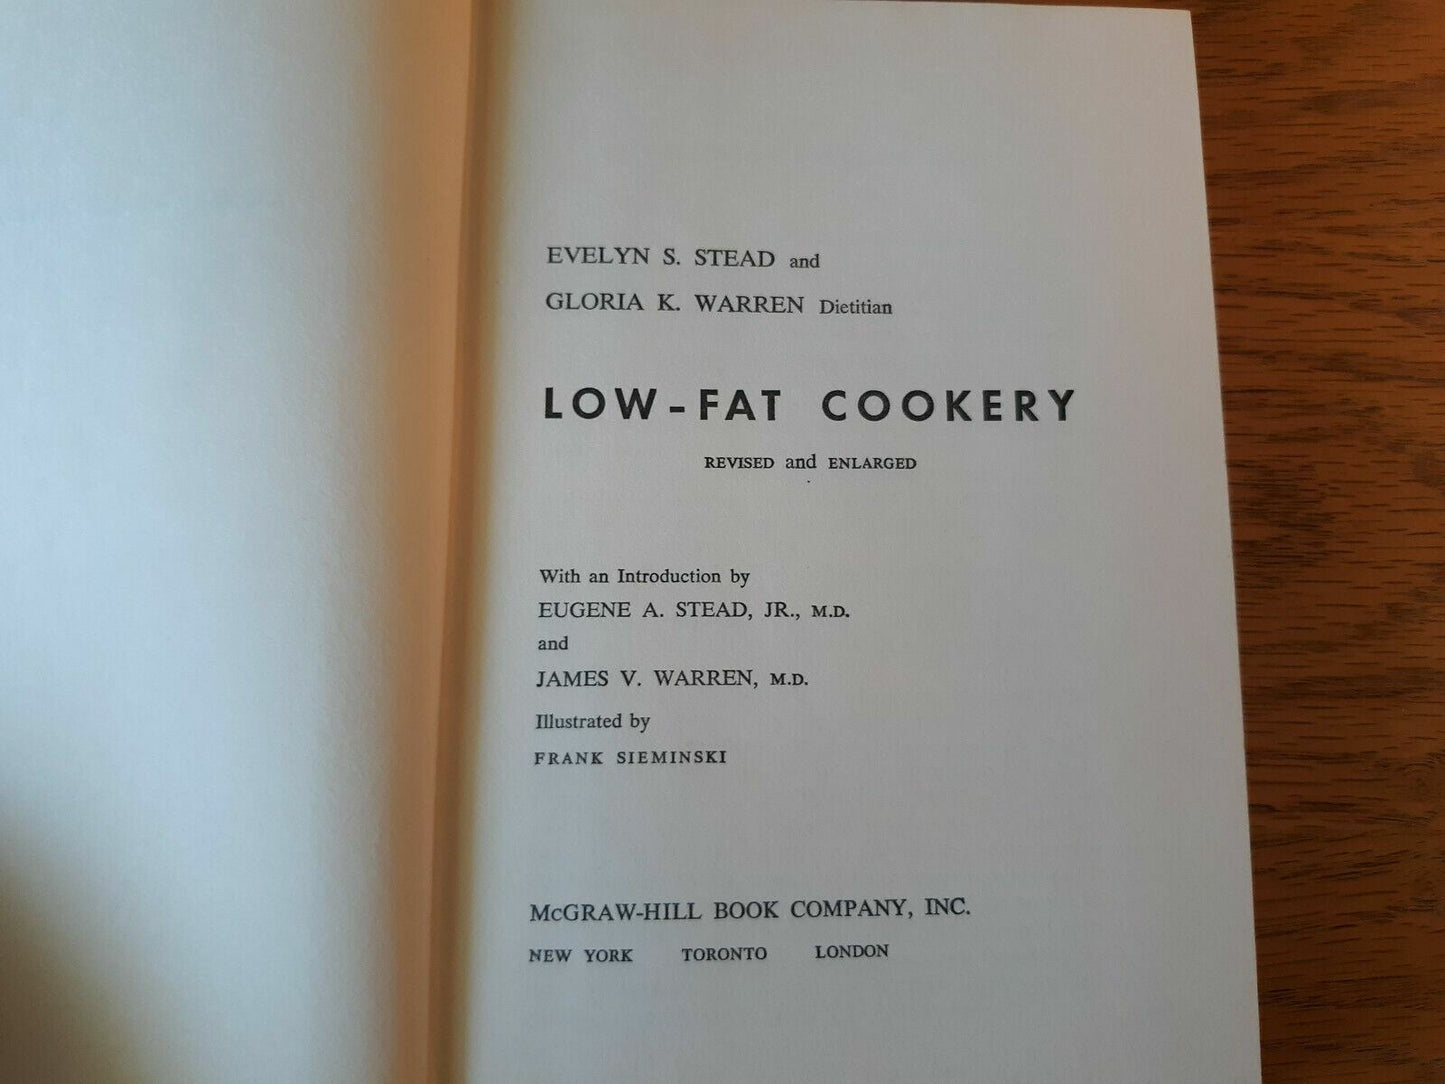 EVELYN S. STEAD and
GLORIA K. WARREN Dietitian
LOW-FAT COOKERY
REVISED and ENLARGED
With an Introduction by
EUGENE A. STEAD, JR., M.D.
and
JAMES V. WARREN, M.D.
Illustrated by
FRANK SIEMINSKI
McGRAW-HILL BOOK COMPANY, INC.
NEW YORK TORONTO LONDON